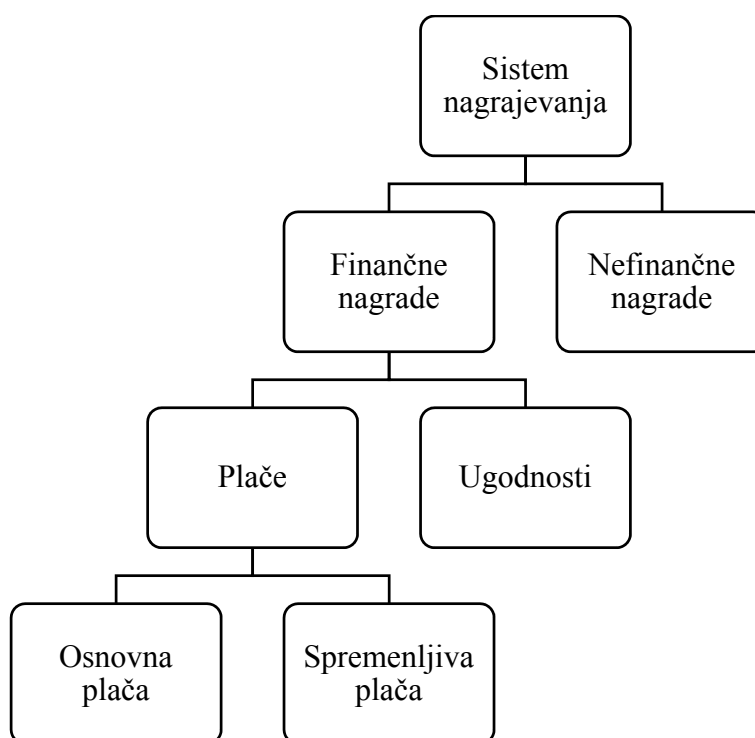 Sistem
nagrajevanja
Finančne
nagrade
Nefinančne
nagrade
Plače
Ugodnosti
Osnovna
plača
Spremenljiva
plača